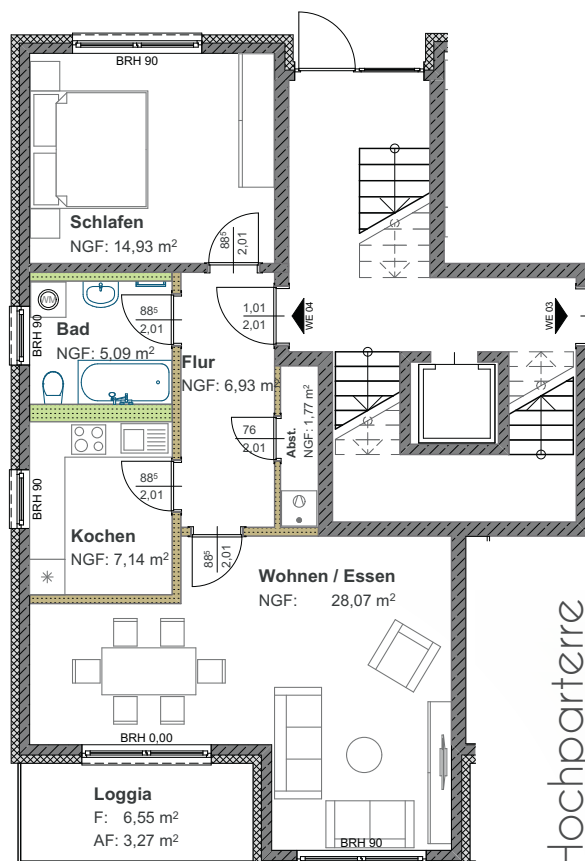 BRH 90
Schlafen
NGF: 14,93 m²
88⁵
2,01
WM
BRH 90
Bad
NGF: 5,09 m²
88⁵
2,01
1,01
2,01
WE 04
WE 03
Flur
NGF: 6,93 m²
Abst.
NGF: 1,77 m²
76
2,01
BRH 90
88⁵
2,01
Kochen
NGF: 7,14 m²
88⁵
2,01
Wohnen / Essen
NGF: 28,07 m²
BRH 0,00
Loggia
F: 6,55 m²
AF: 3,27 m²
BRH 90
Hochparterre